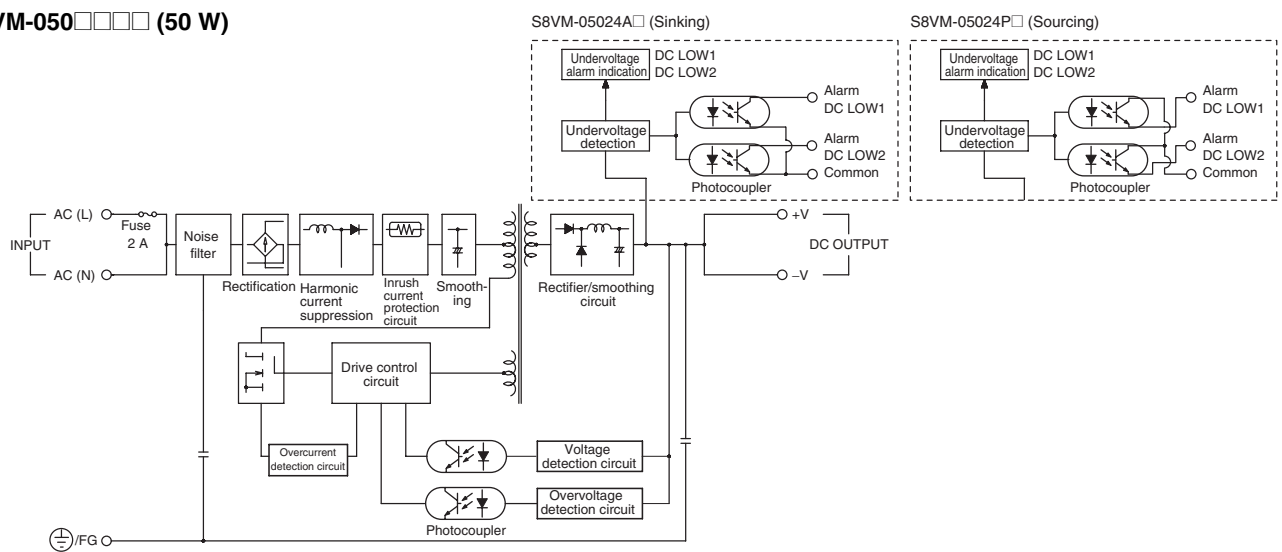 VM-050□□□□ (50 W)
S8VM-05024A□ (Sinking)
S8VM-05024P□ (Sourcing)
Undervoltage
alarm indication
DC LOW1
DC LOW2
Undervoltage
detection
Alarm
DC LOW1
Alarm
DC LOW2
Common
Photocoupler
Undervoltage
alarm indication
DC LOW1
DC LOW2
Undervoltage
detection
Alarm
DC LOW1
Alarm
DC LOW2
Common
Photocoupler
INPUT
AC (L)
AC (N)
Fuse
2 A
Noise
filter
Rectification
Harmonic
current
suppression
Inrush
current
protection
circuit
Smooth-
ing
Rectifier/smoothing
circuit
+V
DC OUTPUT
–V
Drive control
circuit
Overcurrent
detection circuit
Voltage
detection circuit
Overvoltage
detection circuit
Photocoupler
/FG